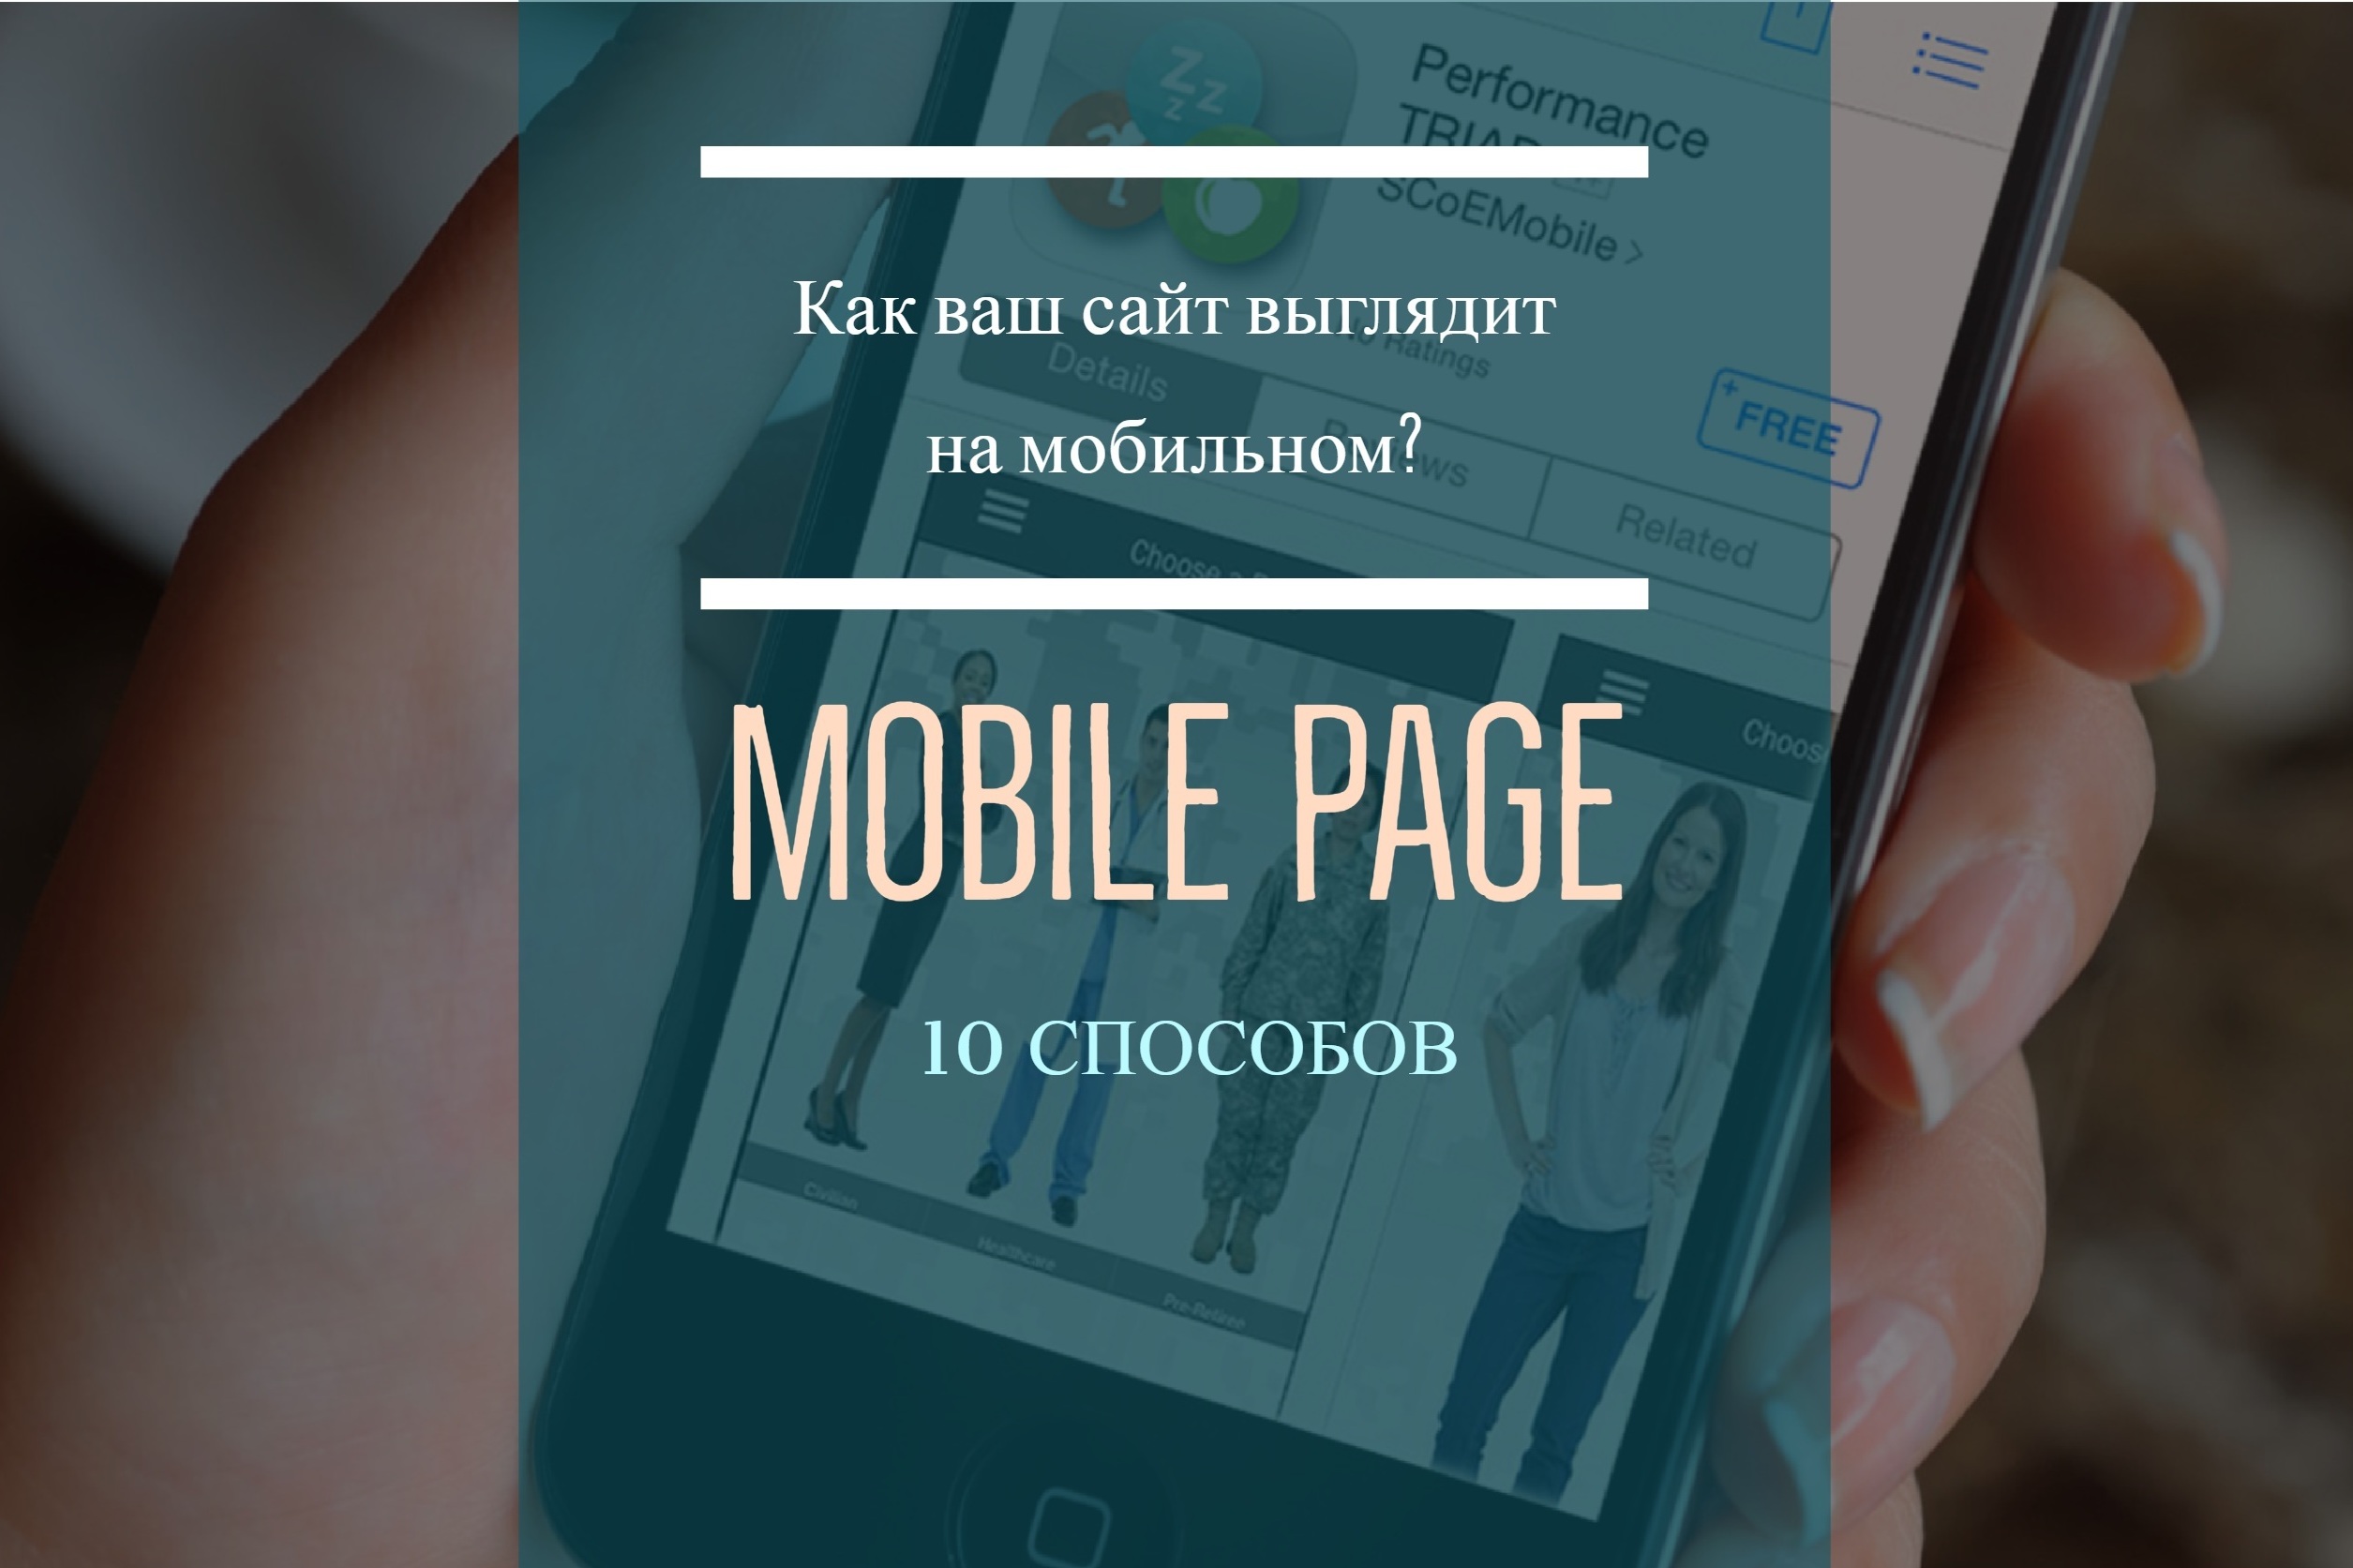 Performance
TRIAD
SCoEMobile >
Как ваш сайт выглядит
No Ratings
Details
на мобильном?
Reviews
FREE
Related
Choose a
Choose
MOBILE PAGE
10 СПОСОБОВ
Civilian
Healthcare
Pre-Retiree